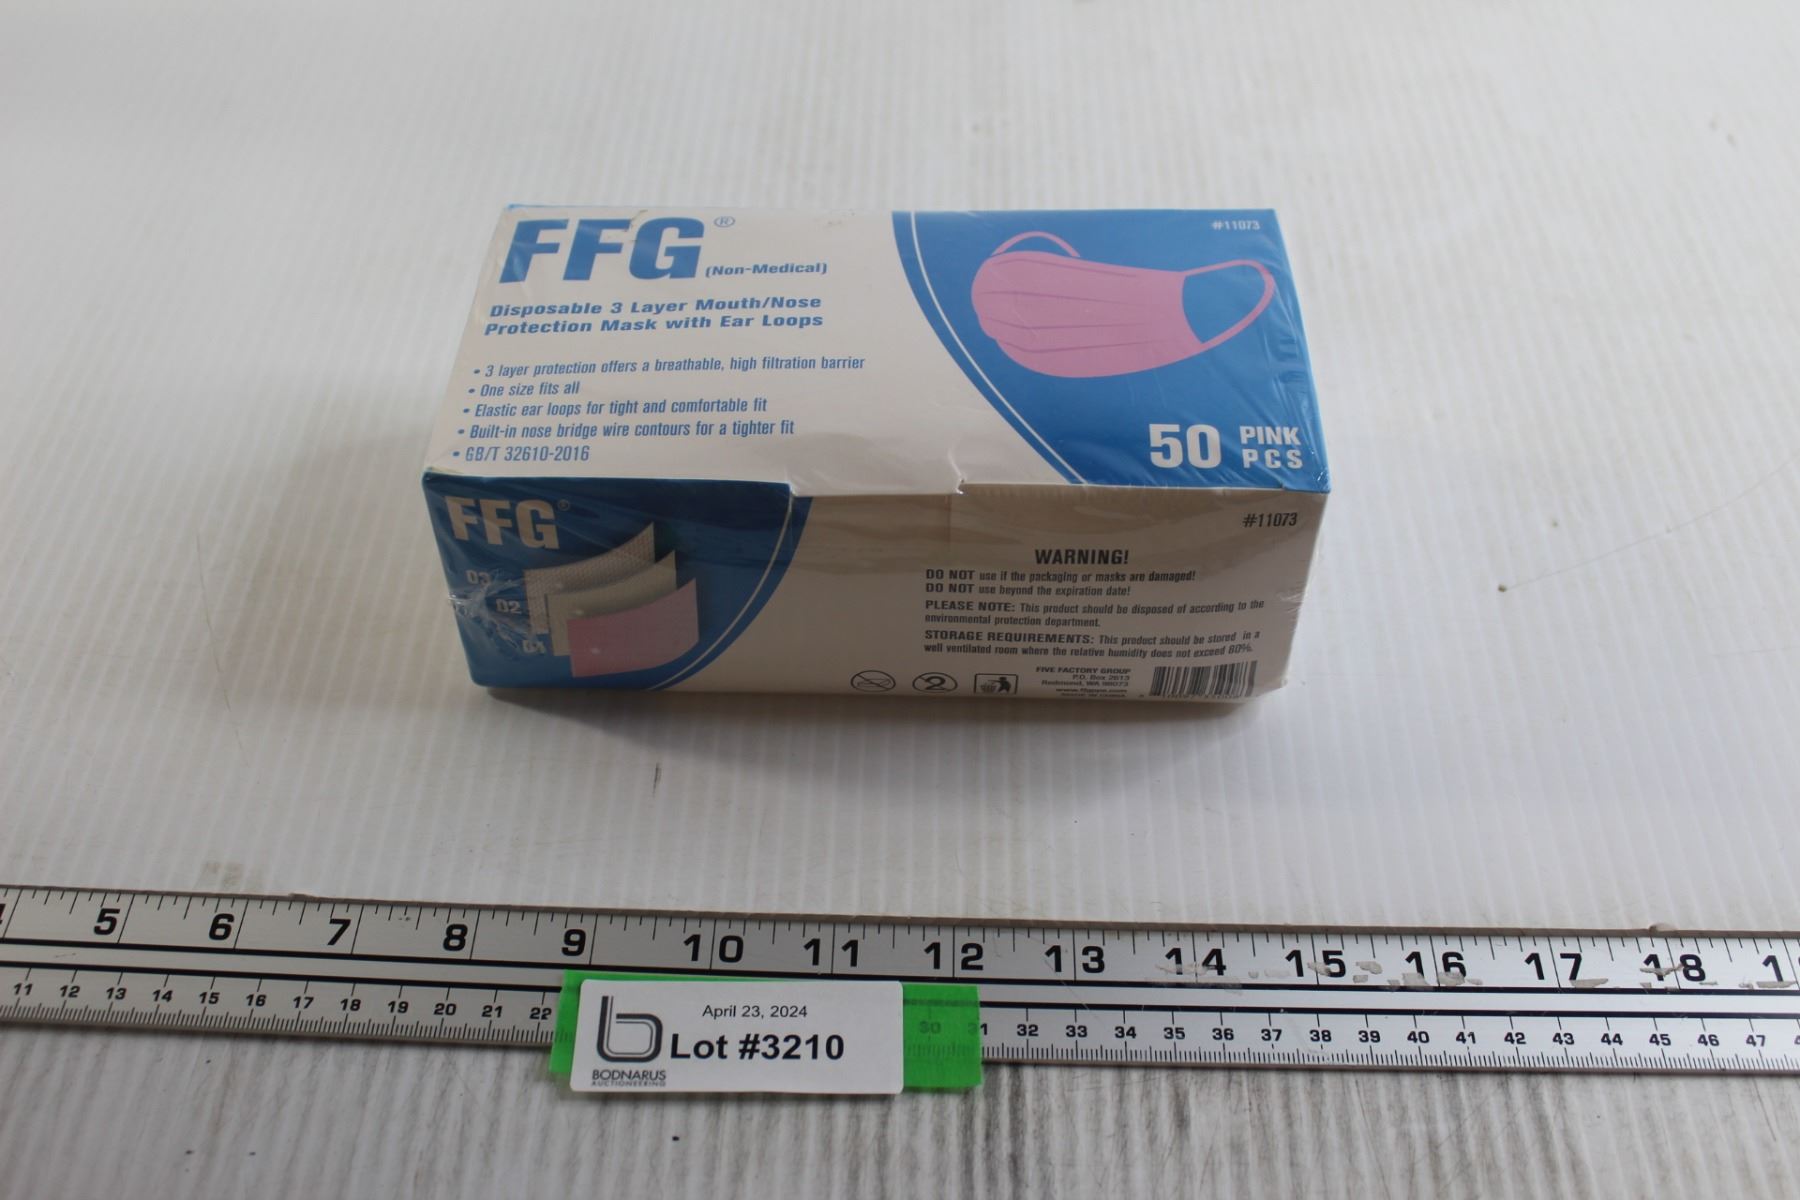 FFG®
(Non-Medical)
#11073
Disposable 3 Layer Mouth/Nose
Protection Mask with Ear Loops
• 3 layer protection offers a breathable, high filtration barrier
• One size fits all
• Elastic ear loops for tight and comfortable fit
• Built-in nose bridge wire contours for a tighter fit
• GB/T 32610-2016
50 PINK
PCS
FFG®
03
02
01
#11073
WARNING!
DO NOT use if the packaging or masks are damaged!
DO NOT use beyond the expiration date!
PLEASE NOTE: This product should be disposed of according to the
environmental protection department.
STORAGE REQUIREMENTS: This product should be stored in a
well ventilated room where the relative humidity does not exceed 80%.
2
FIVE FACTORY GROUP
P.O. Box 2613
Redmond, WA 98073
MADE IN CHINA
5 6 7 8 9 10 11 12 13 14 15 16 17 18
11 12 13 14 15 16 17 18 19 20 21 22 30 31 32 33 34 35 36 37 38 39 40 41 42 43 44 45 46 47
April 23, 2024
Lot #3210
BODNARUS
AUCTIONEERING